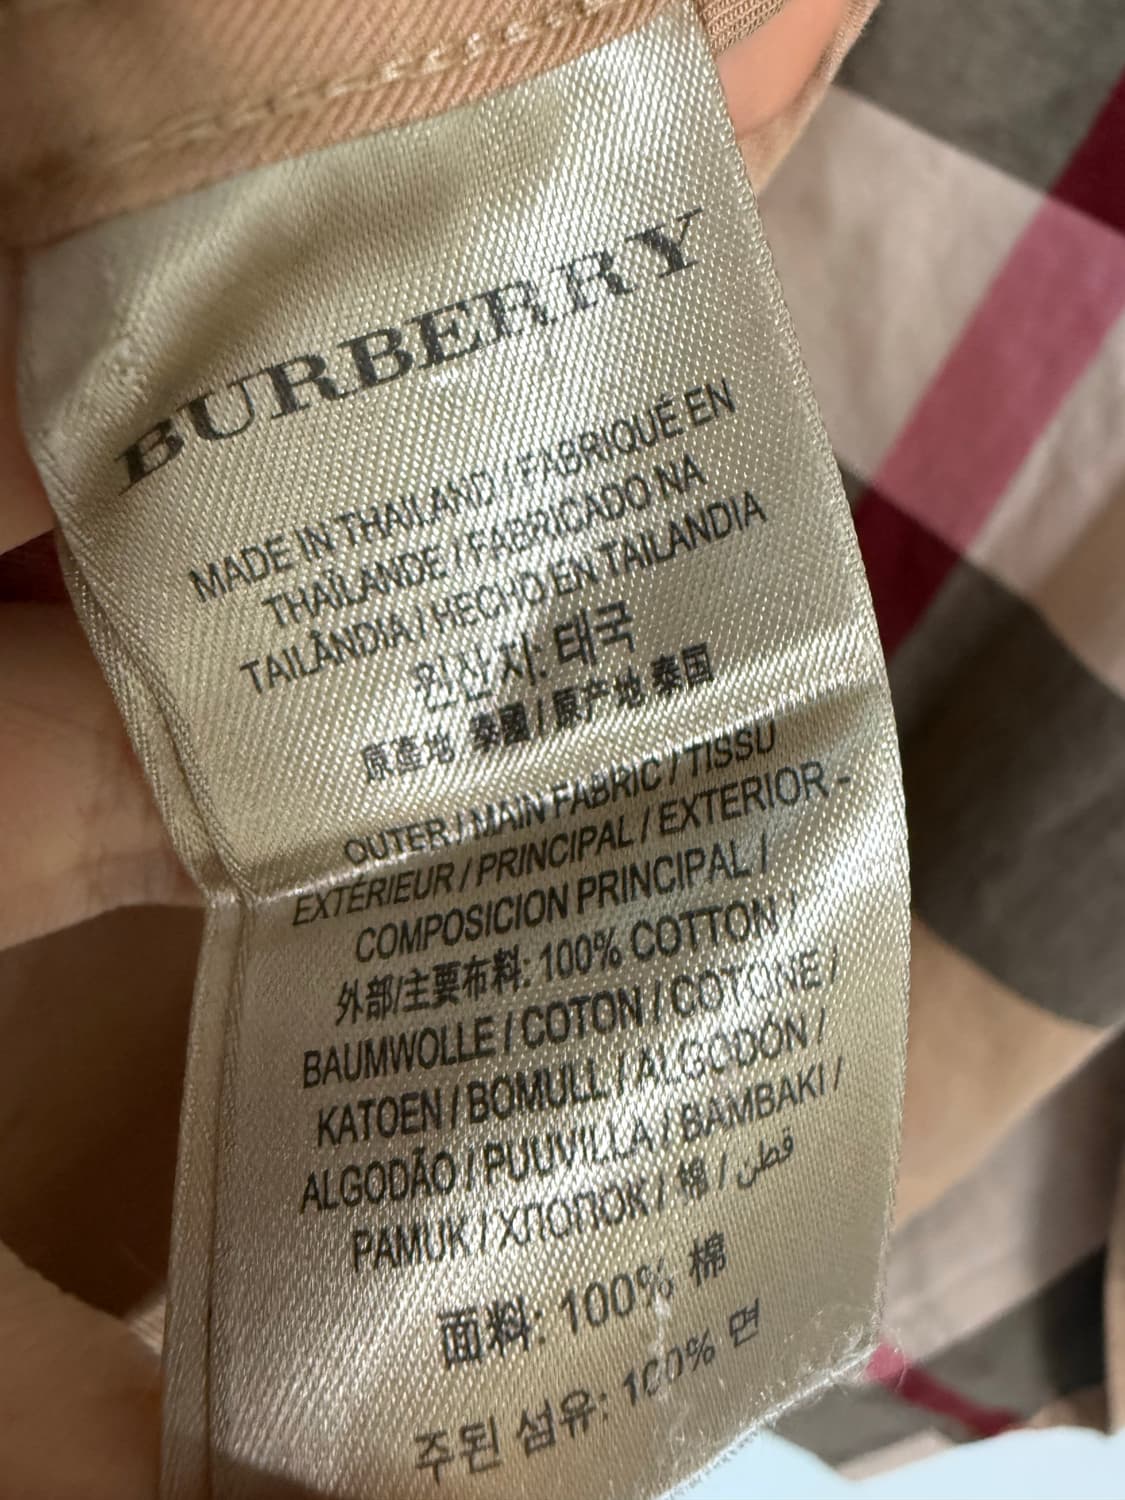 BURBERRY
MADE IN THAILAND / FABRIQUÉ EN
THAÏLANDE / FABRICADO NA
TAILÂNDIA / HECHO EN TAILANDIA
원산지: 태국
原產地 泰國 / 原产地 泰国
OUTER / MAIN FABRIC / TISSU
EXTÉRIEUR / PRINCIPAL / EXTERIOR -
COMPOSICION PRINCIPAL /
外部/主要布料: 100% COTTON /
BAUMWOLLE / COTON / COTONE /
KATOEN / BOMULL / ALGODÓN /
ALGODÃO / PUUVILLA / BAMBAKI /
PAMUK / ХЛОПОК / 棉 / قطن
面料: 100% 棉
주된 섬유: 100% 면